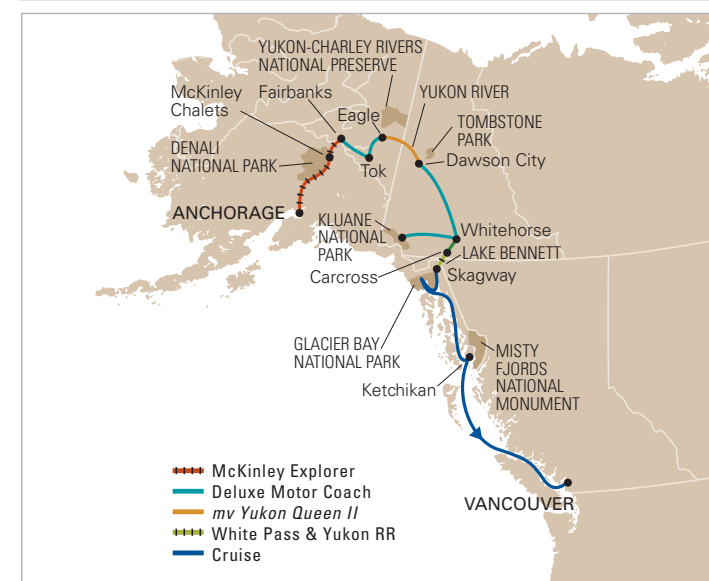 YUKON-CHARLEY RIVERS
NATIONAL PRESERVE
McKinley
Chalets
Fairbanks
Eagle
YUKON RIVER
TOMBSTONE
PARK
DENALI
NATIONAL PARK
Tok
Dawson City
ANCHORAGE
KLUANE
NATIONAL
PARK
Whitehorse
LAKE BENNETT
Carcross
Skagway
GLACIER BAY
NATIONAL PARK
MISTY
FJORDS
NATIONAL
MONUMENT
Ketchikan
McKinley Explorer
Deluxe Motor Coach
mv Yukon Queen II
White Pass & Yukon RR
Cruise
VANCOUVER